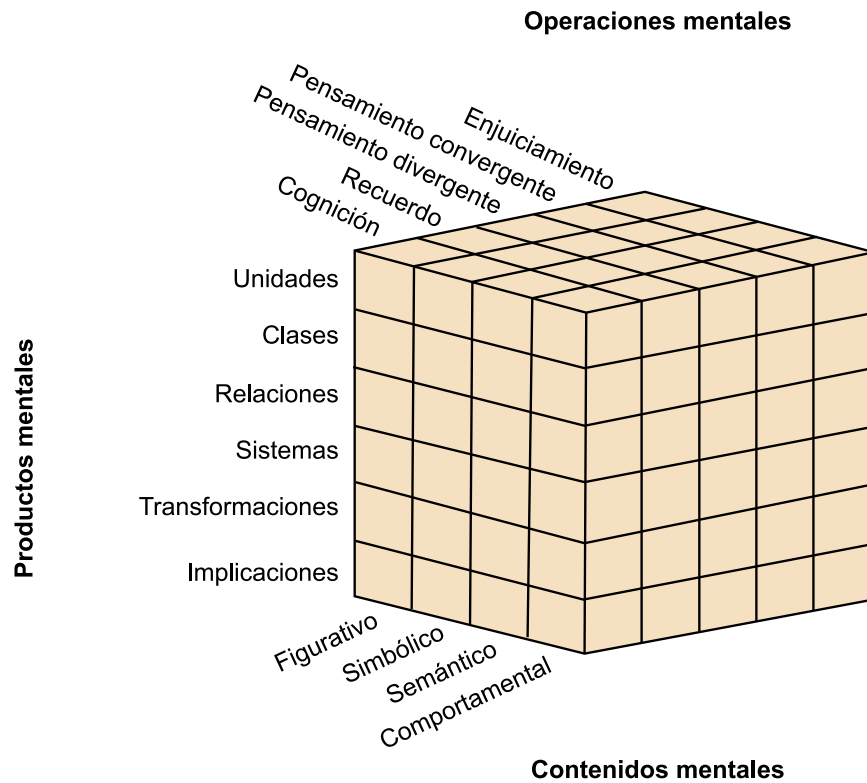 Operaciones mentales
Enjuiciamiento
Pensamiento convergente
Pensamiento divergente
Recuerdo
Cognición
Unidades
Clases
Relaciones
Sistemas
Transformaciones
Implicaciones
Productos mentales
Figurativo
Simbólico
Semántico
Comportamental
Contenidos mentales